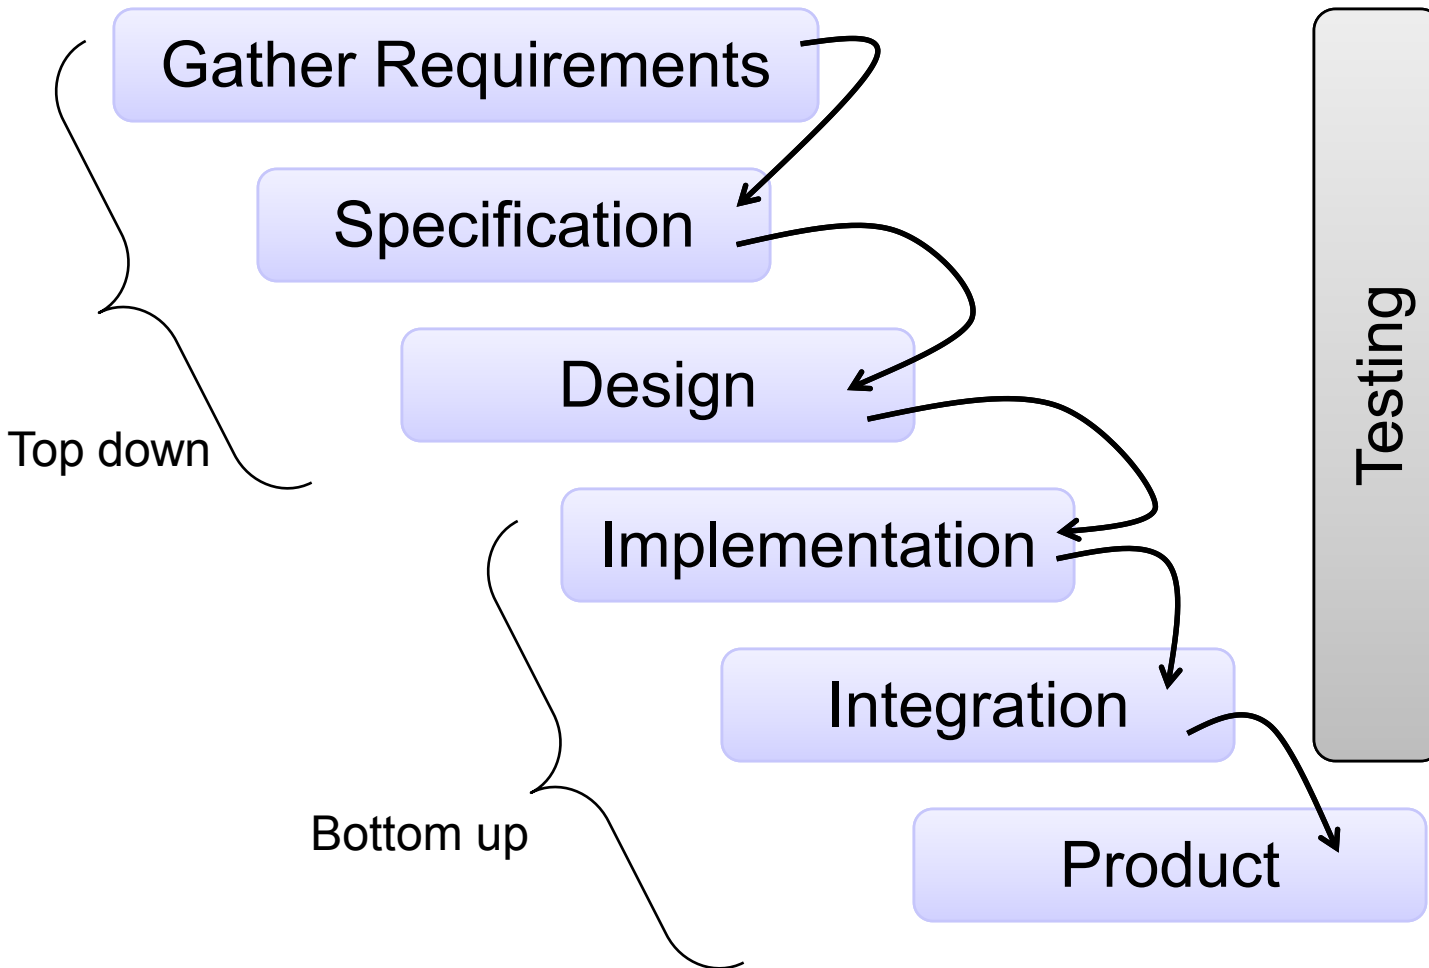 Gather Requirements
Specification
Design
Top down
Implementation
Integration
Bottom up
Product
Testing